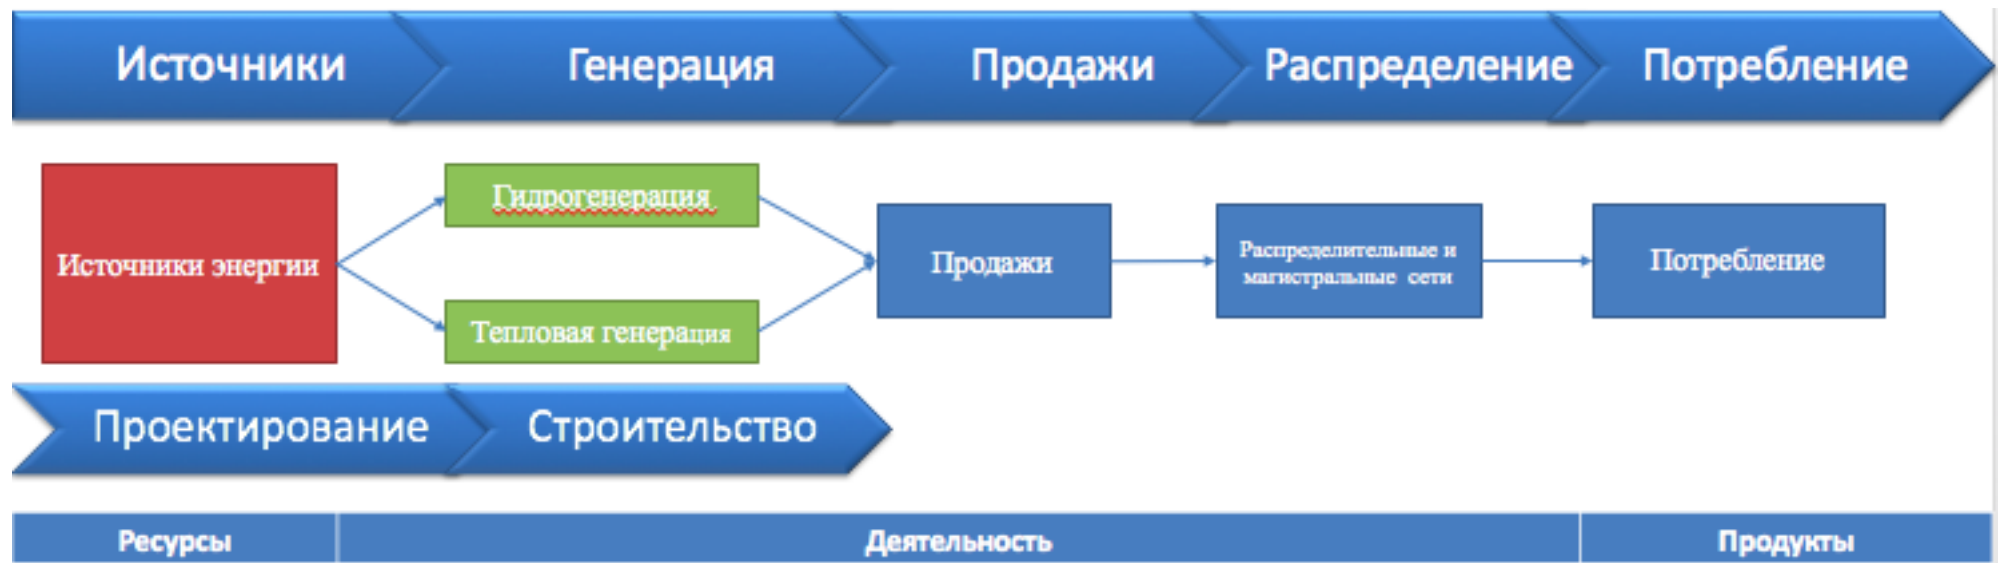 Источники
Генерация
Продажи
Распределение
Потребление
Источники энергии
Гидрогенерация
Тепловая генерация
Продажи
Распределительные и
магистральные сети
Потребление
Проектирование
Строительство
Ресурсы
Деятельность
Продукты